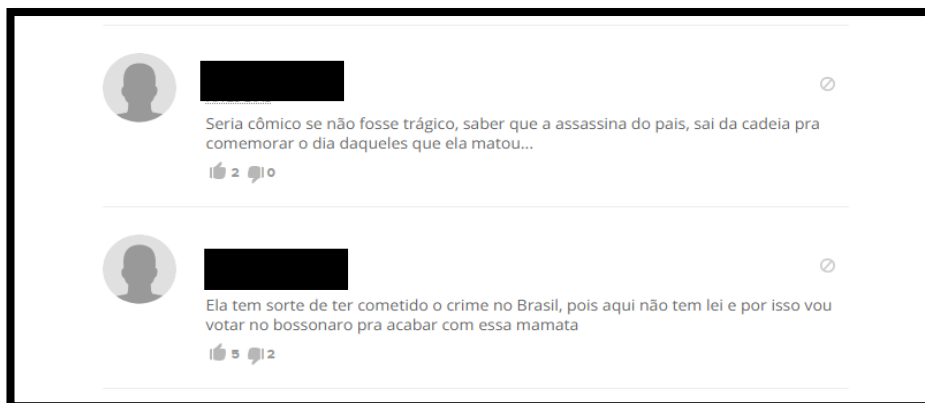 Seria cômico se não fosse trágico, saber que a assassina do pais, sai da cadeia pra
comemorar o dia daqueles que ela matou...
2 0
Ela tem sorte de ter cometido o crime no Brasil, pois aqui não tem lei e por isso vou
votar no bossonaro pra acabar com essa mamata
5 2